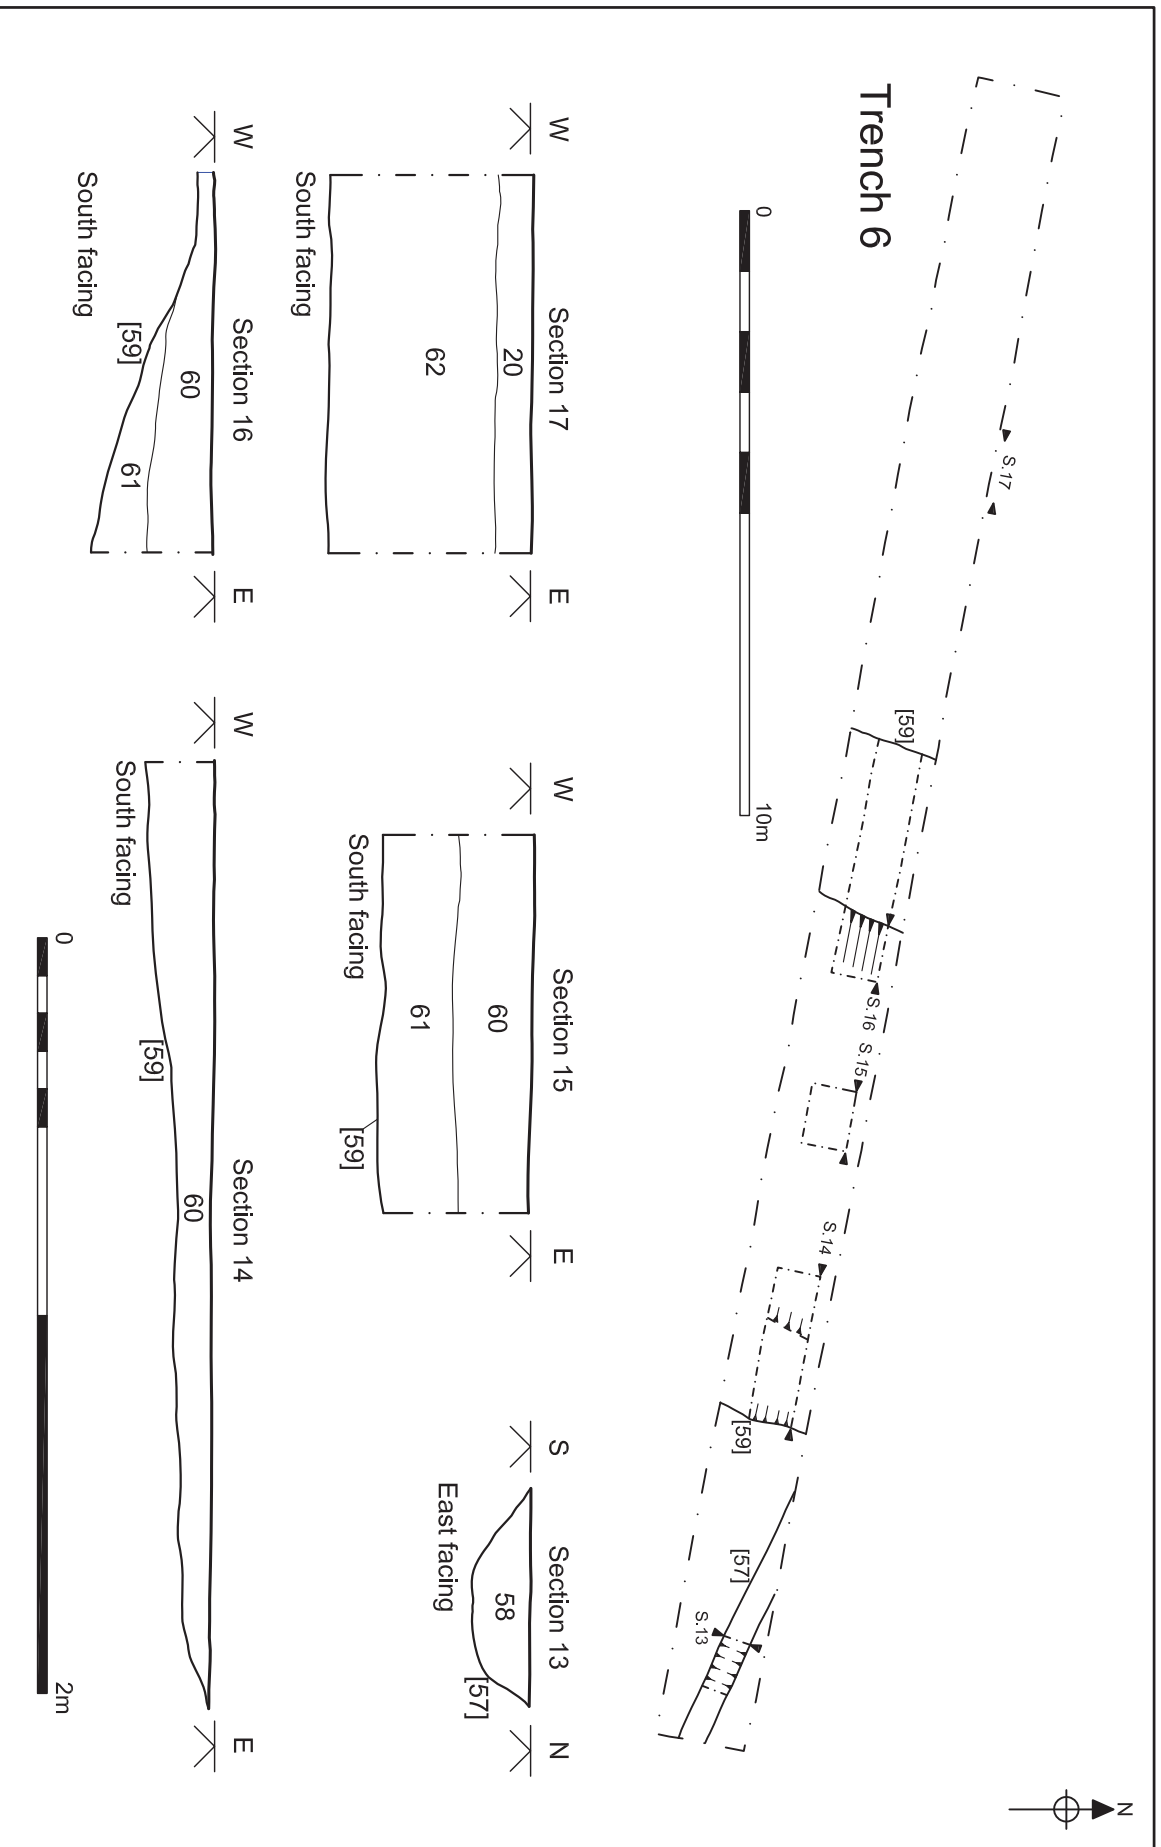 Trench 6
N
S.17
[59]
S.16
S.15
S.14
[59]
[57]
S.13
0
10m
W
Section 17
E
20
62
South facing
W
Section 15
E
60
61
[59]
South facing
S
Section 13
N
58
[57]
East facing
W
Section 16
E
60
[59]
61
South facing
W
Section 14
E
60
[59]
South facing
0
2m